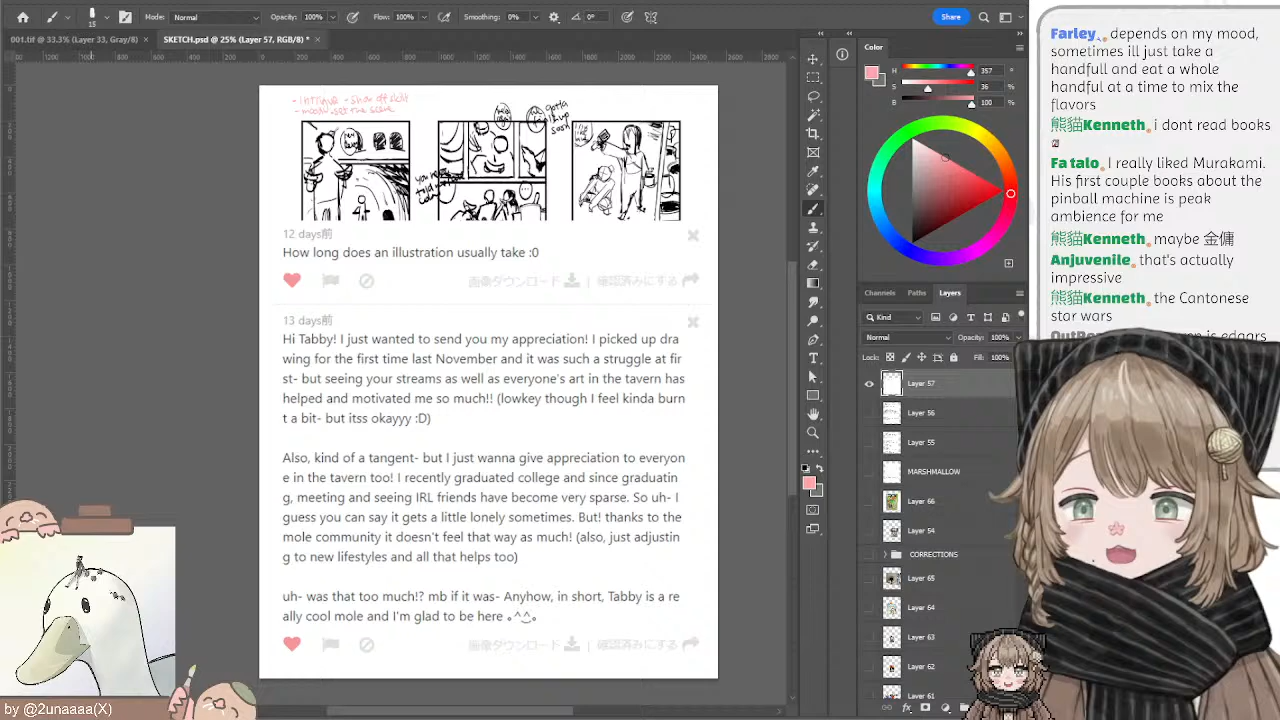 15
Mode: Normal
Opacity: 100%
Flow: 100%
Smoothing: 0%
0°
Share
001.tif @ 33.3% (Layer 33, Gray/8) ×
SKETCH.psd @ 25% (Layer 57, RGB/8) * ×
- intrigue - show off skill
- mood, set the scene
gotta
12 days前
How long does an illustration usually take :0
画像ダウンロード | 確認済みにする
13 days前
Hi Tabby! I just wanted to send you my appreciation! I picked up dra
wing for the first time last November and it was such a struggle at fir
st- but seeing your streams as well as everyone's art in the tavern has
helped and motivated me so much!! (lowkey though I feel kinda burn
t a bit- but itss okayyy :D)
Also, kind of a tangent- but I just wanna give appreciation to everyon
e in the tavern too! I recently graduated college and since graduatin
g, meeting and seeing IRL friends have become very sparse. So uh- I
guess you can say it gets a little lonely sometimes. But! thanks to the
mole community it doesn't feel that way as much! (also, just adjustin
g to new lifestyles and all that helps too)
uh- was that too much!? mb if it was- Anyhow, in short, Tabby is a re
ally cool mole and I'm glad to be here 。^‿^。
画像ダウンロード | 確認済みにする
by @2unaaaa(X)
Color
H 357 °
S 36 %
B 100 %
Channels Paths Layers
Kind
Normal
Opacity: 100%
Lock:
Fill: 100%
Layer 57
Layer 56
Layer 55
MARSHMALLOW
Layer 66
Layer 54
CORRECTIONS
Layer 65
Layer 64
Layer 63
Layer 62
Layer 61
Farley: depends on my mood,
sometimes ill just take a
handful and eat a whole
handful at a time to mix the
flavors
熊貓Kenneth: i dont read books
Fa talo: I really liked Murakami.
His first couple books about the
pinball machine is peak
ambience for me
熊貓Kenneth: maybe 金庸
Anjuvenile: that's actually
impressive
熊貓Kenneth: the Cantonese
star wars